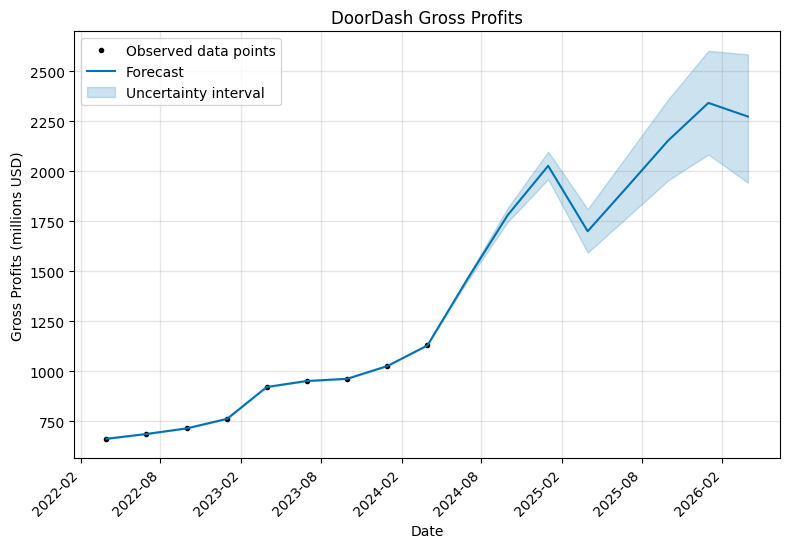 DoorDash Gross Profits
Observed data points
Forecast
Uncertainty interval
Gross Profits (millions USD)
2500
2250
2000
1750
1500
1250
1000
750
2022-02
2022-08
2023-02
2023-08
2024-02
2024-08
2025-02
2025-08
2026-02
Date